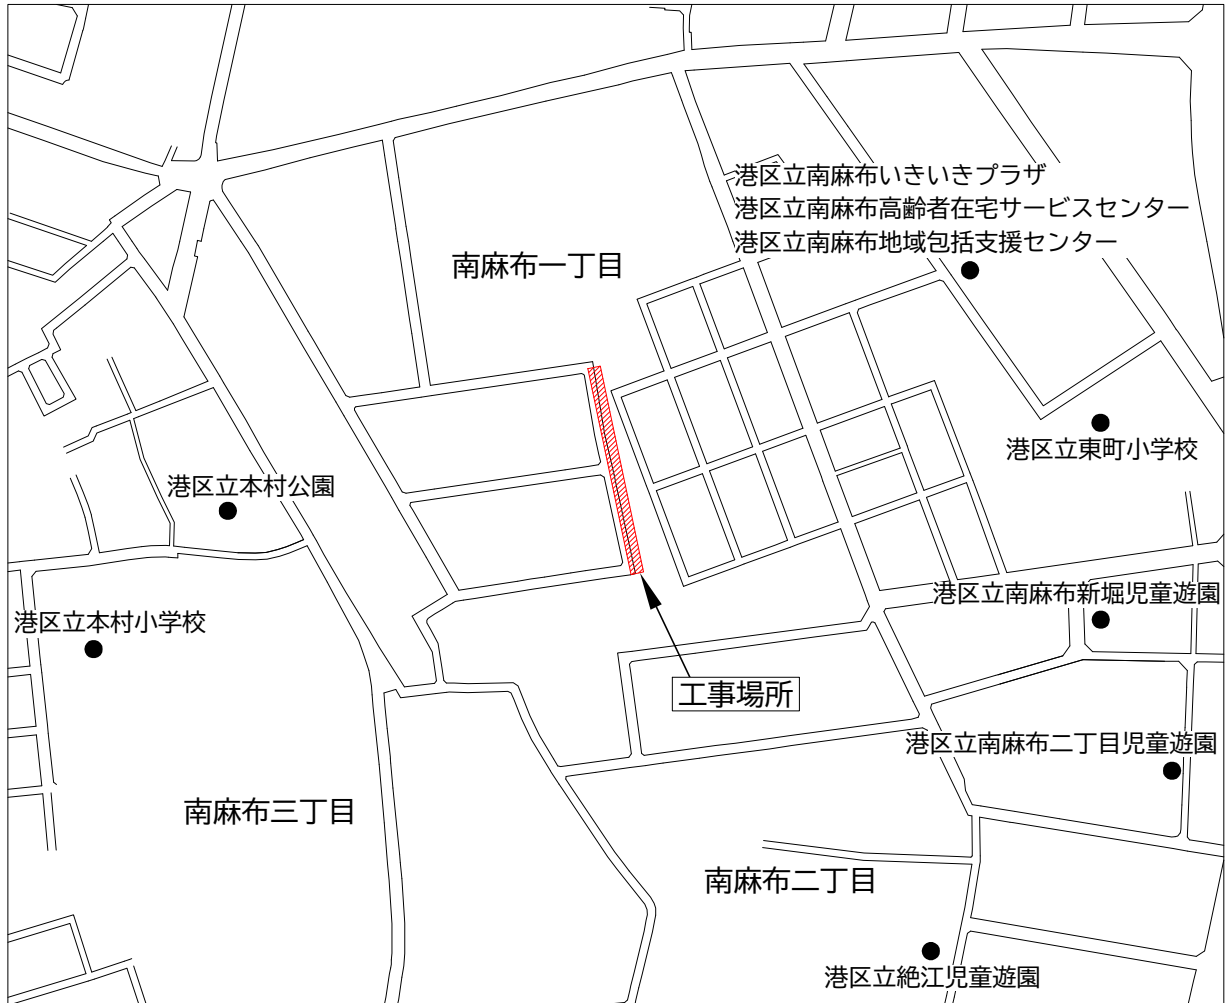 港区立南麻布いきいきプラザ
港区立南麻布高齢者在宅サービスセンター
港区立南麻布地域包括支援センター
南麻布一丁目
港区立東町小学校
港区立本村公園
港区立南麻布新堀児童遊園
港区立本村小学校
工事場所
港区立南麻布二丁目児童遊園
南麻布三丁目
南麻布二丁目
港区立絶江児童遊園